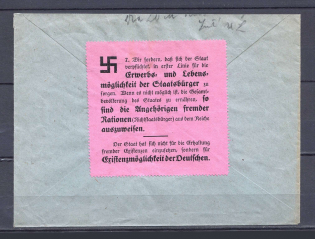 1. Wir fordern, daß sich der Staat
verpflichtet, in erster Linie für die
Erwerbs- und Lebens-
möglichkeit der Staatsbürger zu
sorgen. Wenn es nicht möglich ist, die Gesamt-
bevölkerung des Staates zu ernähren, so
sind die Angehörigen fremder
Nationen (Nichtstaatsbürger) aus dem Reiche
auszuweisen.
Der Staat hat sich nicht für die Erhaltung
fremder Existenzen einzusetzen, sondern für
Existenzmöglichkeit der Deutschen.